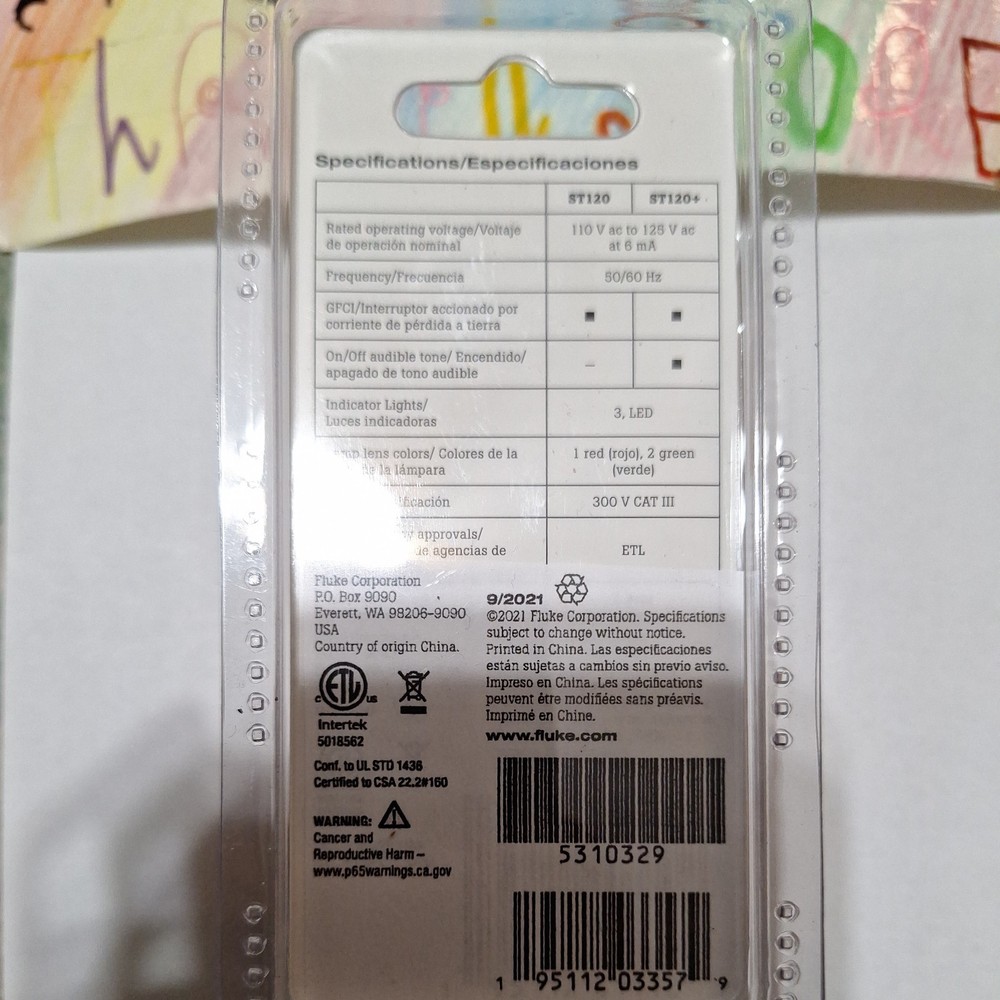 Specifications/Especificaciones
ST120 ST120+
Rated operating voltage/Voltaje
de operación nominal
110 V ac to 125 V ac
at 6 mA
Frequency/Frecuencia
50/60 Hz
GFCI/Interruptor accionado por
corriente de pérdida a tierra
On/Off audible tone/ Encendido/
apagado de tono audible
–
Indicator Lights/
Luces indicadoras
3, LED
lens colors/ Colores de la
la lámpara
1 red (rojo), 2 green
(verde)
300 V CAT III
approvals/
de agencias de
ETL
Fluke Corporation
P.O. Box 9090
Everett, WA 98206-9090
USA
Country of origin China.
9/2021
©2021 Fluke Corporation. Specifications
subject to change without notice.
Printed in China. Las especificaciones
están sujetas a cambios sin previo aviso.
Impreso en China. Les spécifications
peuvent être modifiées sans préavis.
Imprimé en Chine.
www.fluke.com
c ETL us
Intertek
5018562
Conf. to UL STD 1436
Certified to CSA 22.2#160
WARNING:
Cancer and
Reproductive Harm –
www.p65warnings.ca.gov
5310329
1 95112 03357 9